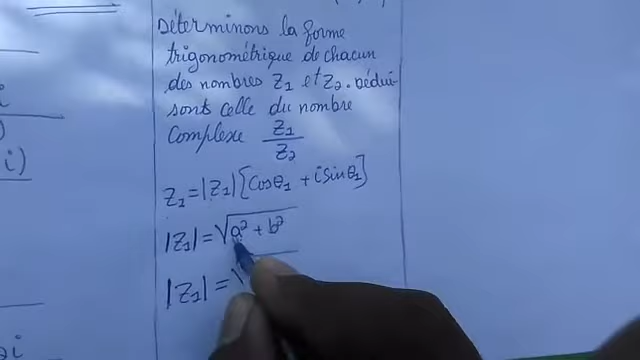 Déterminons la forme
trigonométrique de chacun
des nombres Z₁ et Z₂. Dédui-
sons celle du nombre
Complexe Z₁/Z₂
Z₁ = |Z₁| [Cosθ₁ + i sinθ₁]
|Z₁| = √a² + b²
|Z₁| = √
i)